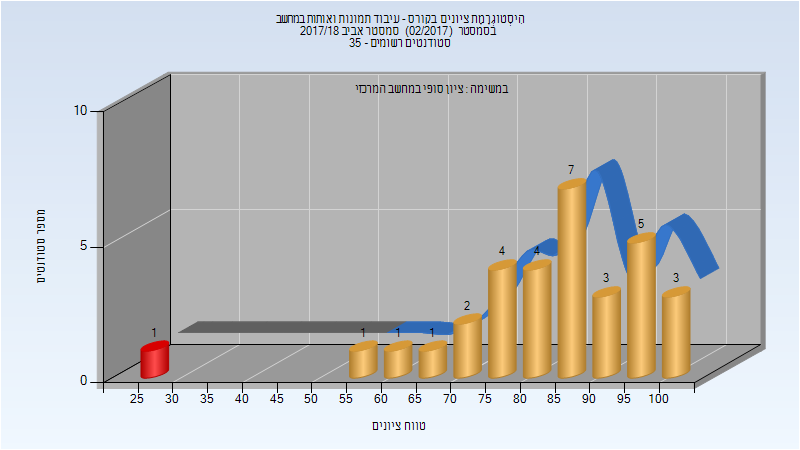 היסטוגרמת ציונים בקורס - עיבוד תמונות ואותות במחשב
בסמסטר (02/2017) סמסטר אביב 2017/18
סטודנטים רשומים - 35
במשימה : ציון סופי במחשב המרכזי
מספר סטודנטים
10
5
0
1
1
1
1
2
4
4
7
3
5
3
25 30 35 40 45 50 55 60 65 70 75 80 85 90 95 100
טווח ציונים